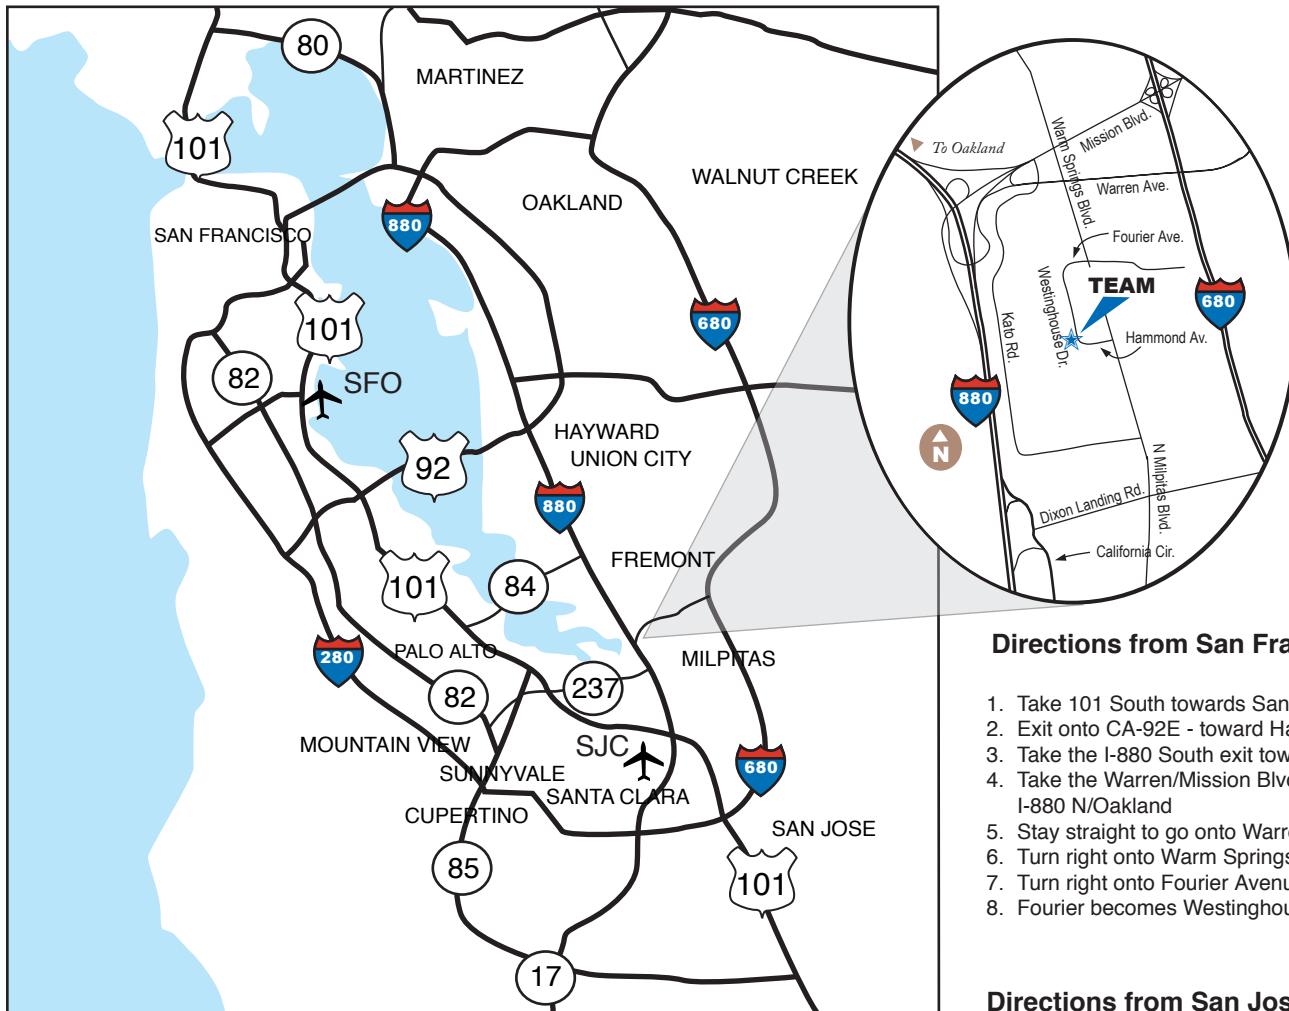 80
MARTINEZ
101
WALNUT CREEK
OAKLAND
880
SAN FRANCISCO
101
680
82
SFO
HAYWARD
UNION CITY
92
880
FREMONT
101
84
PALO ALTO
280
MILPITAS
82
237
MOUNTAIN VIEW
SJC
SUNNYVALE
680
SANTA CLARA
CUPERTINO
SAN JOSE
85
101
17
To Oakland
Warm Springs Blvd.
Mission Blvd.
Warren Ave.
Fourier Ave.
Westinghouse Dr.
TEAM
680
Kato Rd.
Hammond Av.
880
N
N Milpitas Blvd.
Dixon Landing Rd.
California Cir.
Directions from San Fra
1. Take 101 South towards San
2. Exit onto CA-92E - toward Ha
3. Take the I-880 South exit tow
4. Take the Warren/Mission Blv
I-880 N/Oakland
5. Stay straight to go onto Warr
6. Turn right onto Warm Springs
7. Turn right onto Fourier Avenu
8. Fourier becomes Westinghou
Directions from San Jos